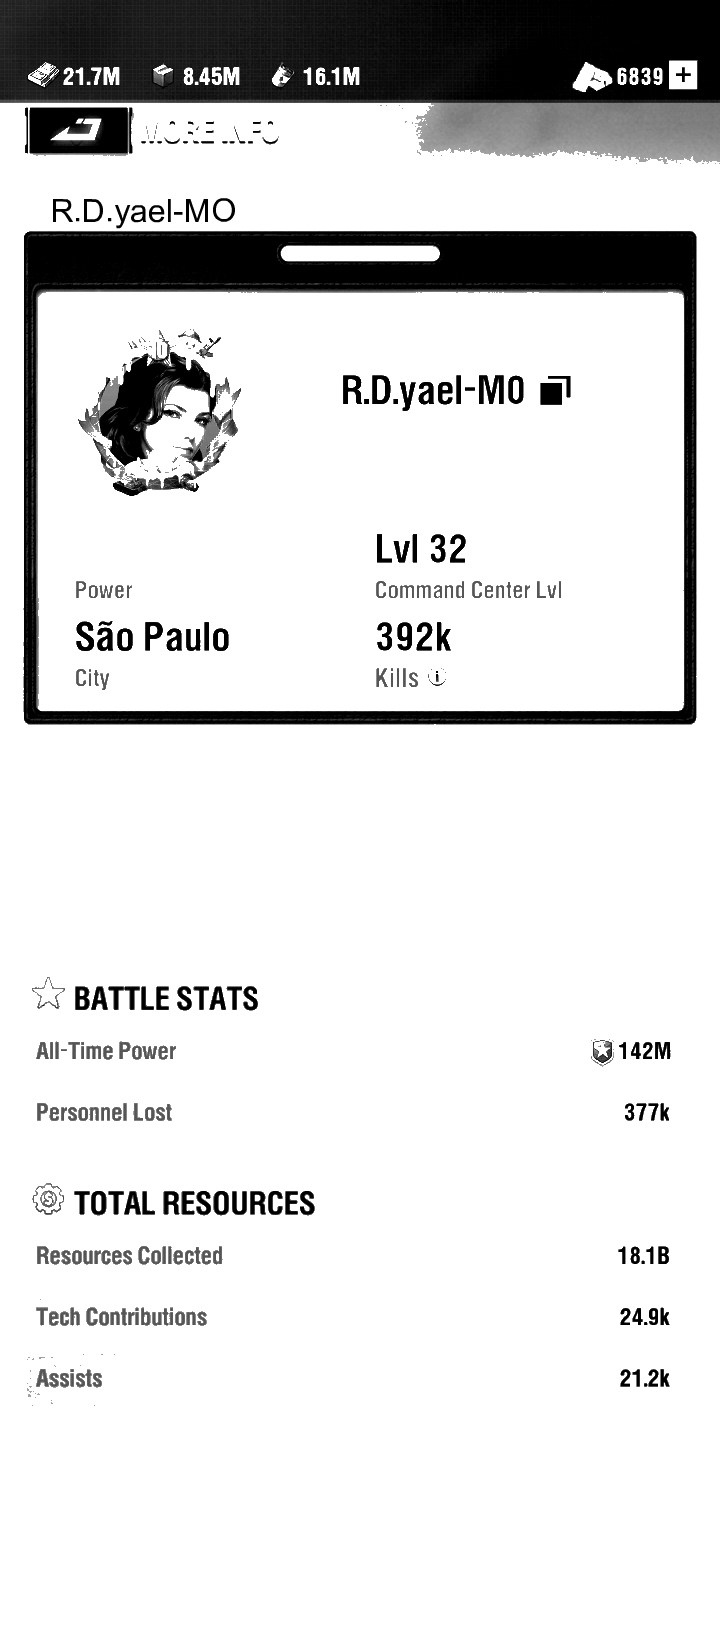 21.7M 8.45M 16.1M 6839 +
MORE INFO
R.D.yael-MO
R.D.yael-MO
Lvl 32
Power Command Center Lvl
São Paulo 392k
City Kills i
BATTLE STATS
All-Time Power 142M
Personnel Lost 377k
TOTAL RESOURCES
Resources Collected 18.1B
Tech Contributions 24.9k
Assists 21.2k